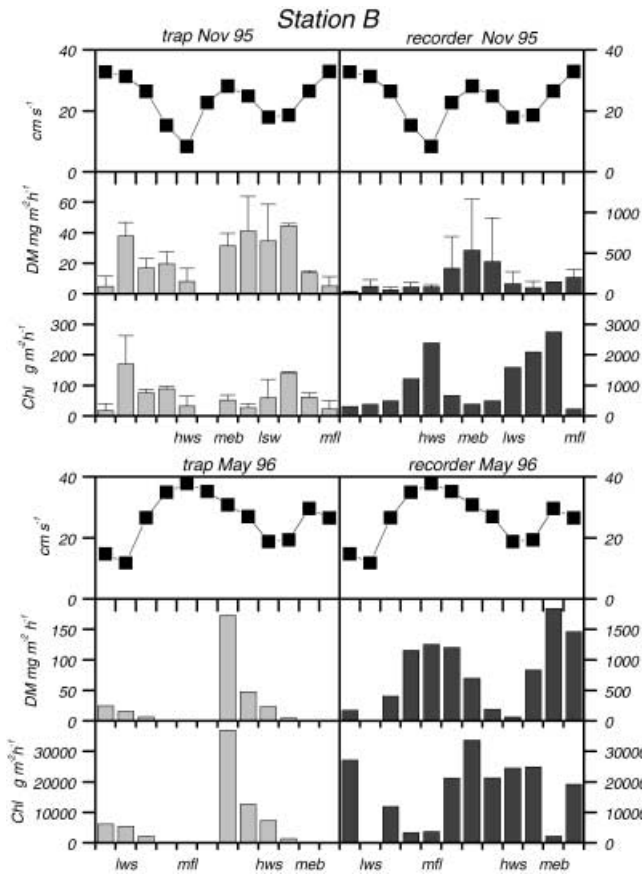 Station B
trap Nov 95 recorder Nov 95
40 40
20 20
0 0
cm s⁻¹
60 1000
40
20 500
0 0
DM mg m⁻² h⁻¹
300 3000
200 2000
100 1000
0 0
Chl g m⁻²h⁻¹
hws meb lsw mfl hws meb lws mfl
trap May 96 recorder May 96
40 40
20 20
0 0
cm s⁻¹
150 1500
100 1000
50 500
0 0
DM mg m⁻² h⁻¹
30000 30000
20000 20000
10000 10000
0 0
Chl g m⁻²h⁻¹
lws mfl hws meb lws mfl hws meb